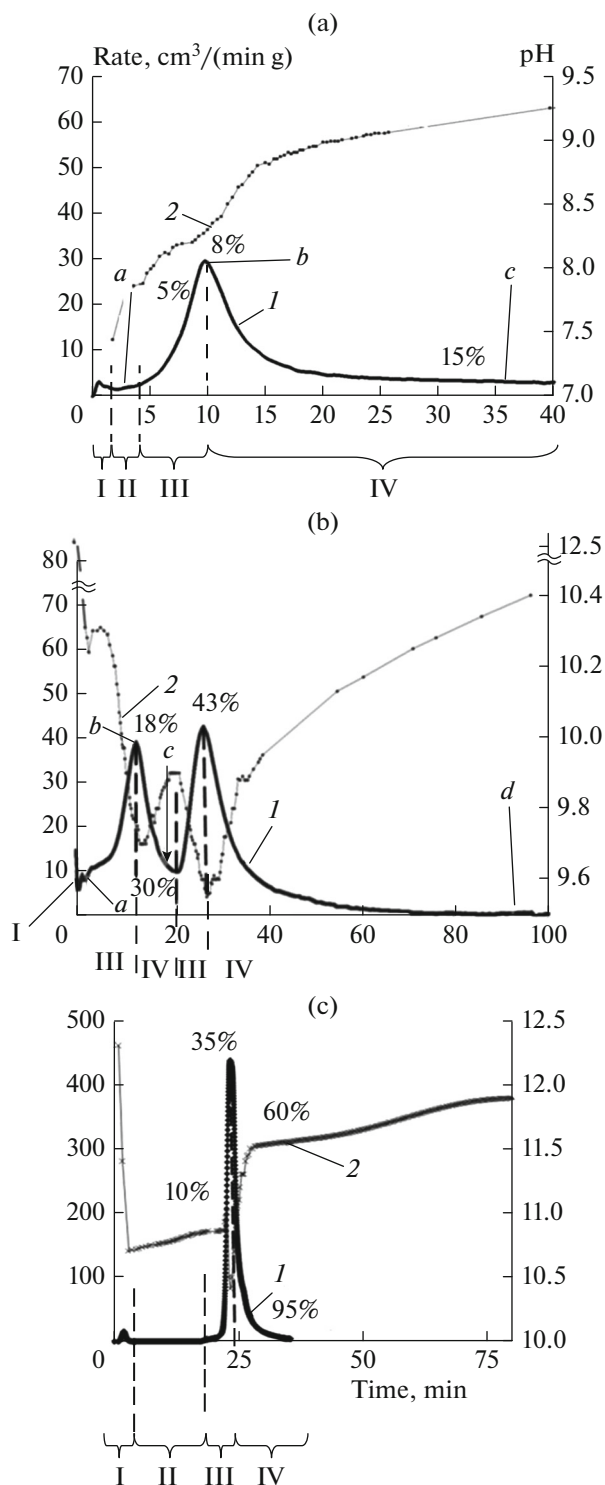 (a)
Rate, cm³/(min g) pH
70 9.5
60 9.0
50
2
40 8.5
8%
30 a b 8.0
5% 1
20 c
7.5
10 15%
7.0
0 5 10 15 20 25 30 35 40
I II III IV
(b)
80 12.5
70 10.4
60 10.2
2
50 43%
b 18% 10.0
40 c
30 9.8
1 d
20
10 9.6
30%
I a
0 20 40 60 80 100
III IV III IV
(c)
500 12.5
35%
400 12.0
60%
300 11.5
2
10%
200 11.0
1
100 10.5
95%
0 25 50 75 10.0
Time, min
I II III IV